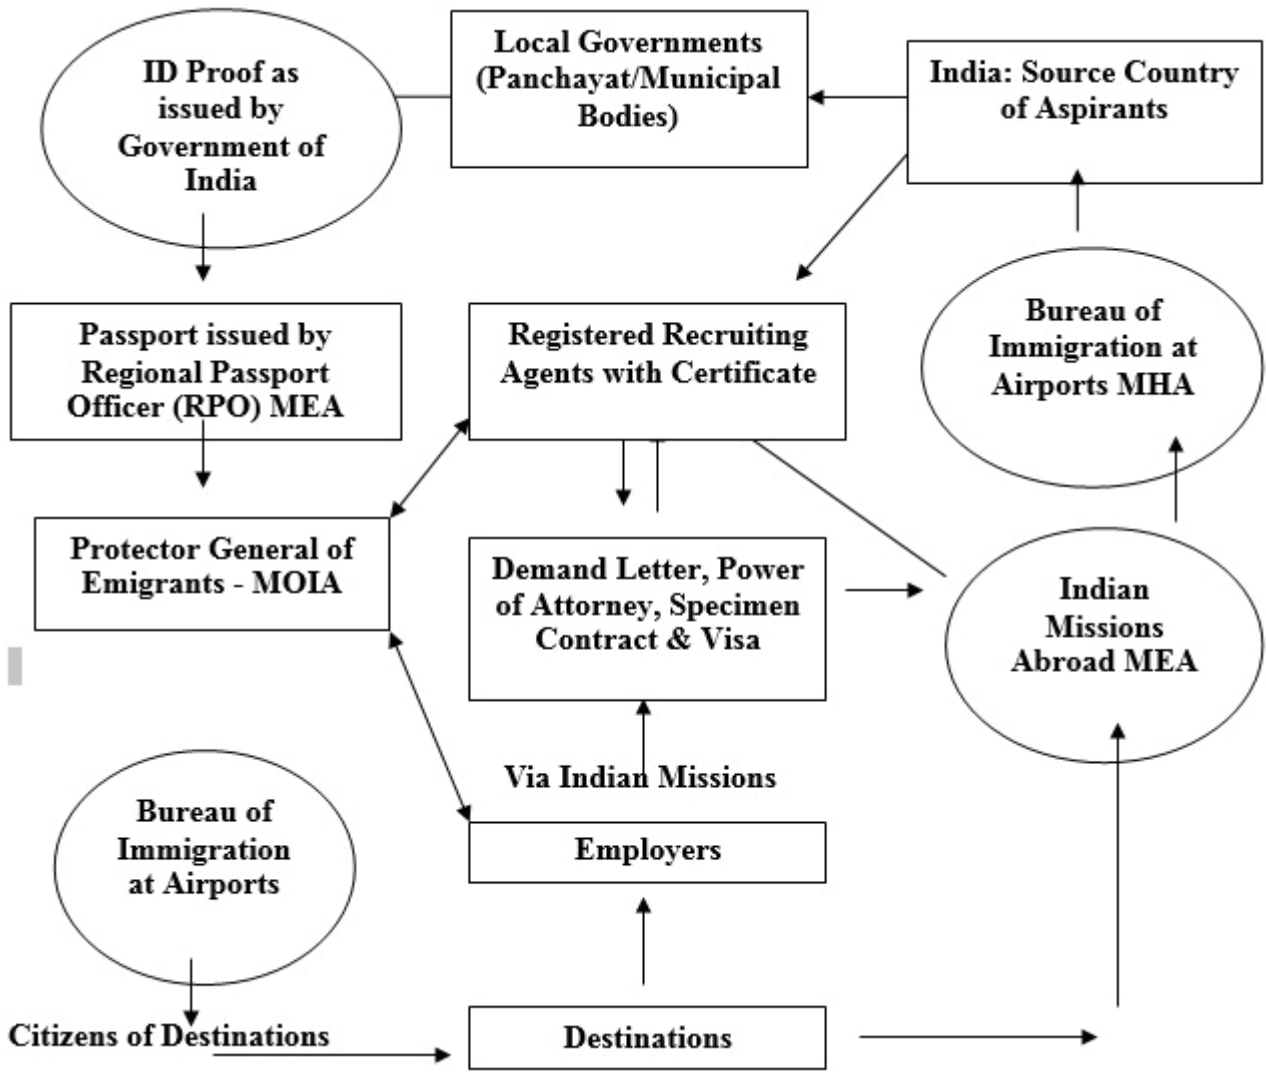 ID Proof as
issued by
Government of
India
Local Governments
(Panchayat/Municipal
Bodies)
India: Source Country
of Aspirants
Passport issued by
Regional Passport
Officer (RPO) MEA
Registered Recruiting
Agents with Certificate
Bureau of
Immigration at
Airports MHA
Protector General of
Emigrants - MOIA
Demand Letter, Power
of Attorney, Specimen
Contract & Visa
Indian
Missions
Abroad MEA
Via Indian Missions
Bureau of
Immigration
at Airports
Employers
Citizens of Destinations
Destinations